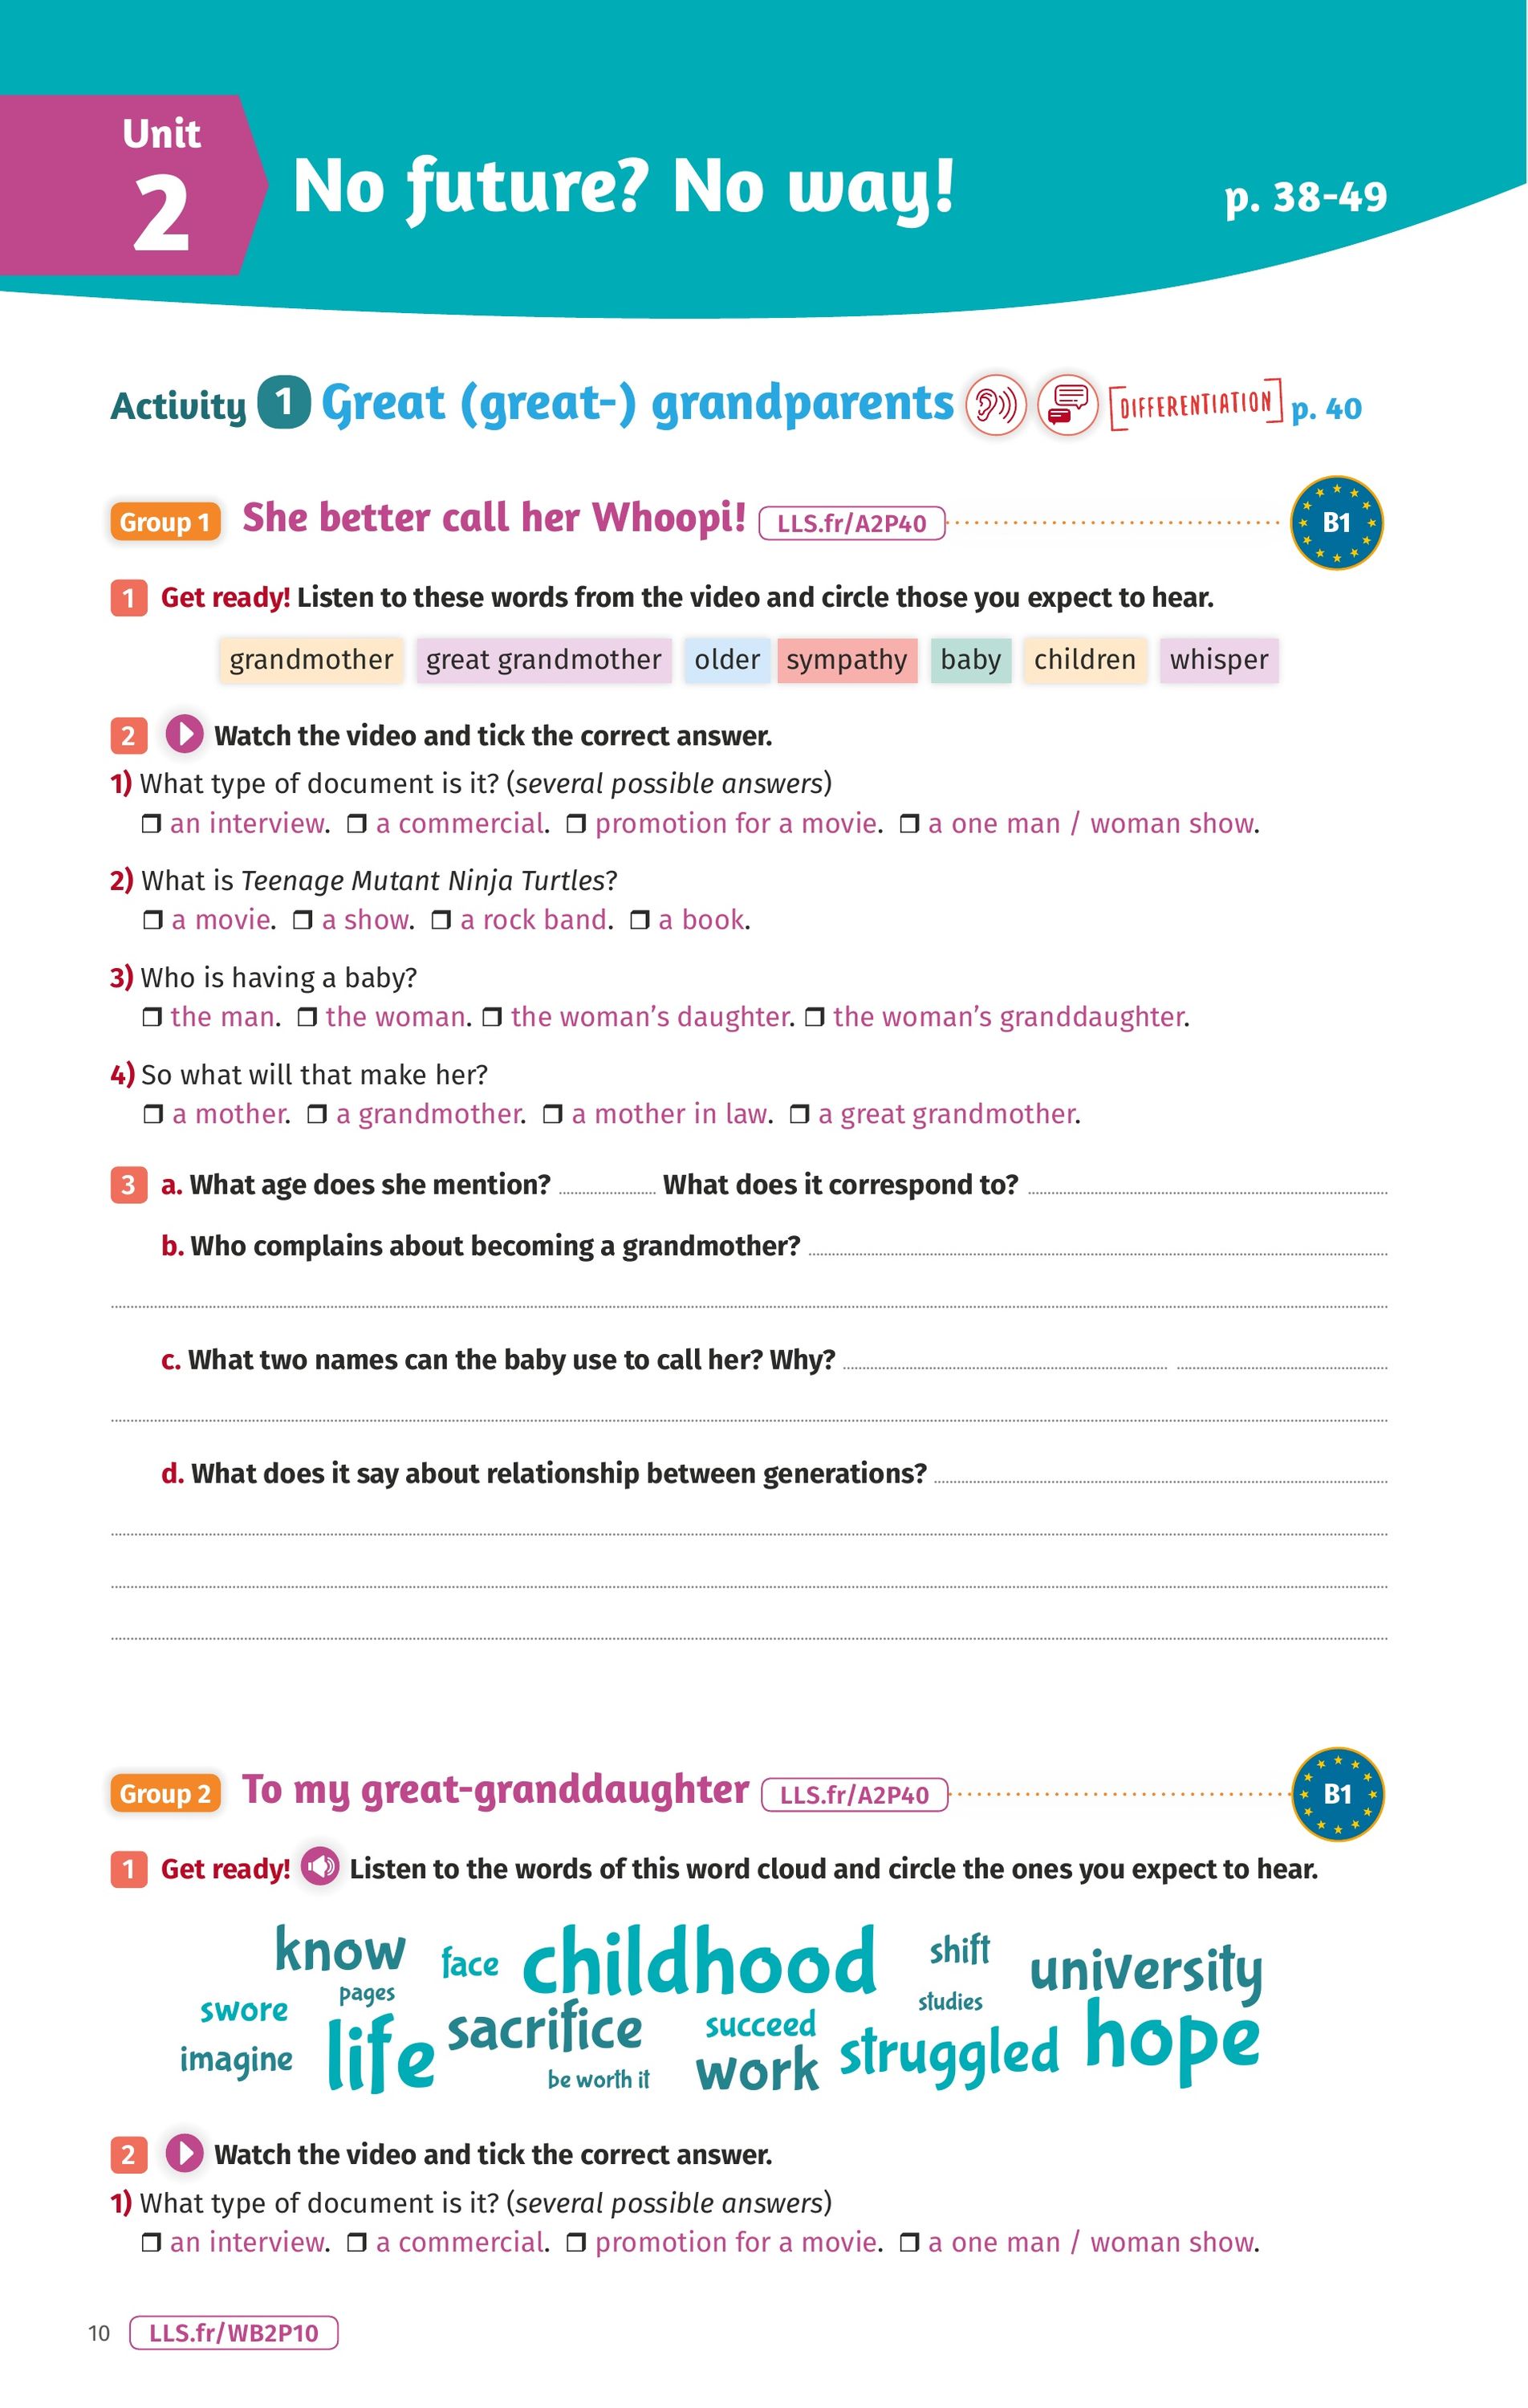 Unit
2
No future? No way!
p. 38-49
Activity 1 Great (great-) grandparents [DIFFERENTIATION] p. 40
Group 1 She better call her Whoopi! LLS.fr/A2P40 B1
1 Get ready! Listen to these words from the video and circle those you expect to hear.
grandmother great grandmother older sympathy baby children whisper
2 Watch the video and tick the correct answer.
1) What type of document is it? (several possible answers)
❒ an interview. ❒ a commercial. ❒ promotion for a movie. ❒ a one man / woman show.
2) What is Teenage Mutant Ninja Turtles?
❒ a movie. ❒ a show. ❒ a rock band. ❒ a book.
3) Who is having a baby?
❒ the man. ❒ the woman. ❒ the woman's daughter. ❒ the woman's granddaughter.
4) So what will that make her?
❒ a mother. ❒ a grandmother. ❒ a mother in law. ❒ a great grandmother.
3 a. What age does she mention? What does it correspond to?
b. Who complains about becoming a grandmother?
c. What two names can the baby use to call her? Why?
d. What does it say about relationship between generations?
Group 2 To my great-granddaughter LLS.fr/A2P40 B1
1 Get ready! Listen to the words of this word cloud and circle the ones you expect to hear.
know face childhood shift university
swore pages sacrifice succeed studies
imagine life be worth it work struggled hope
2 Watch the video and tick the correct answer.
1) What type of document is it? (several possible answers)
❒ an interview. ❒ a commercial. ❒ promotion for a movie. ❒ a one man / woman show.
10 LLS.fr/WB2P10